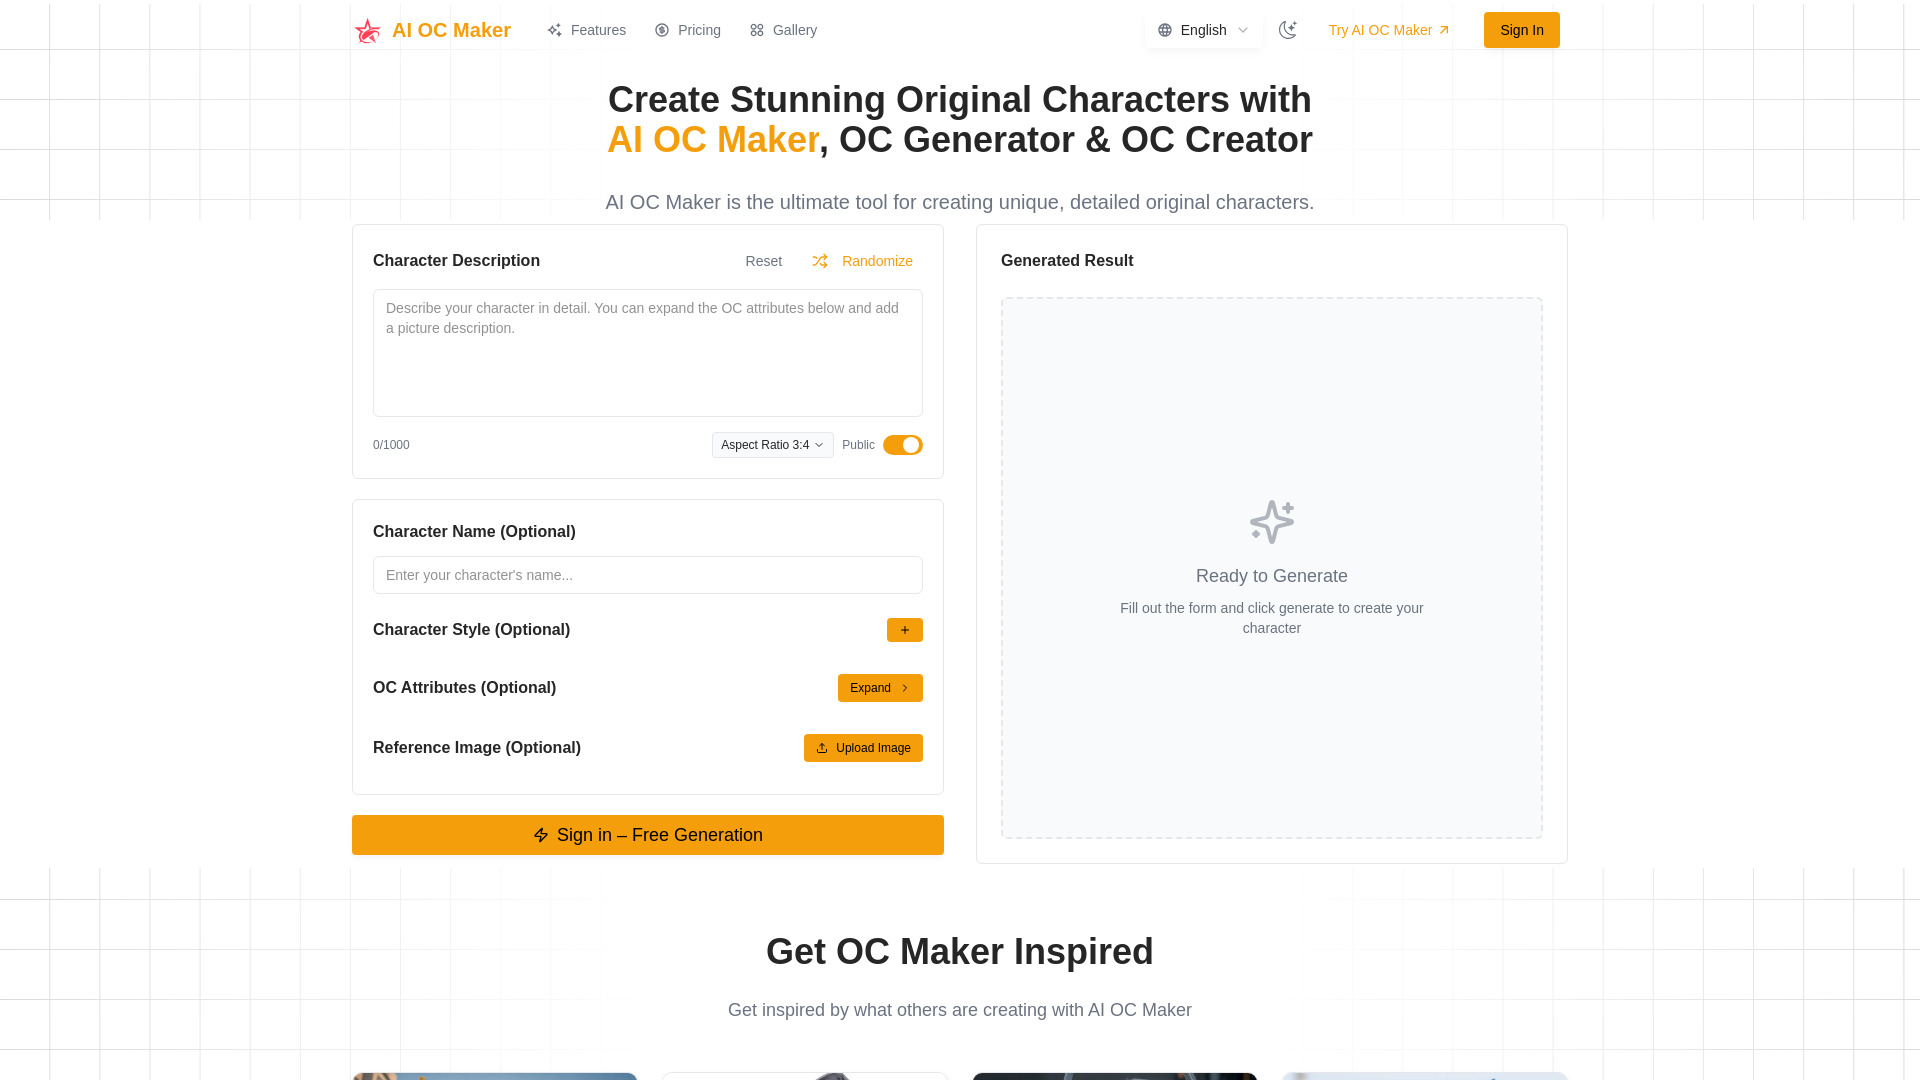 AI OC Maker
Features
Pricing
Gallery
English
Try AI OC Maker
Sign In
Create Stunning Original Characters with
AI OC Maker, OC Generator & OC Creator
AI OC Maker is the ultimate tool for creating unique, detailed original characters.
Character Description
Reset
Randomize
Describe your character in detail. You can expand the OC attributes below and add
a picture description.
0/1000
Aspect Ratio 3:4
Public
Character Name (Optional)
Enter your character's name...
Character Style (Optional)
OC Attributes (Optional)
Expand
Reference Image (Optional)
Upload Image
Sign in – Free Generation
Generated Result
Ready to Generate
Fill out the form and click generate to create your
character
Get OC Maker Inspired
Get inspired by what others are creating with AI OC Maker